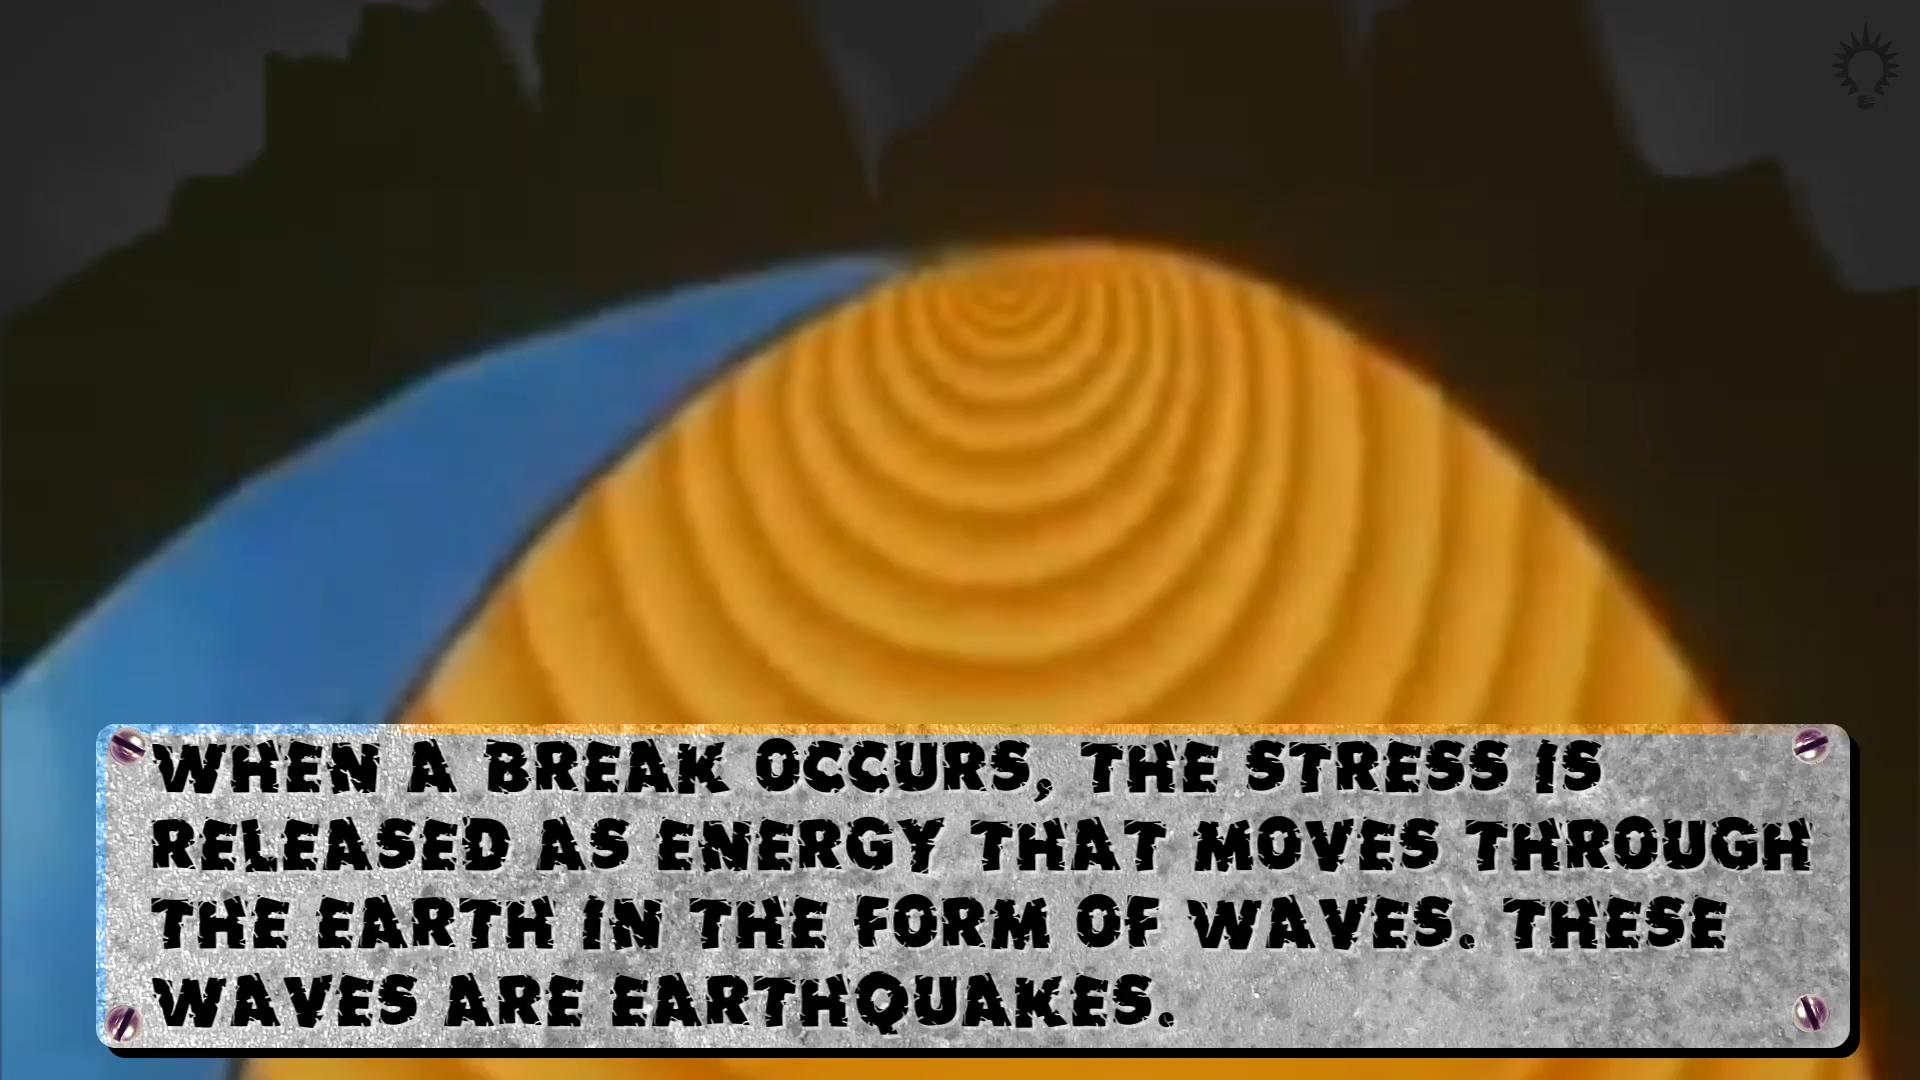 WHEN A BREAK OCCURS, THE STRESS IS
RELEASED AS ENERGY THAT MOVES THROUGH
THE EARTH IN THE FORM OF WAVES. THESE
WAVES ARE EARTHQUAKES.